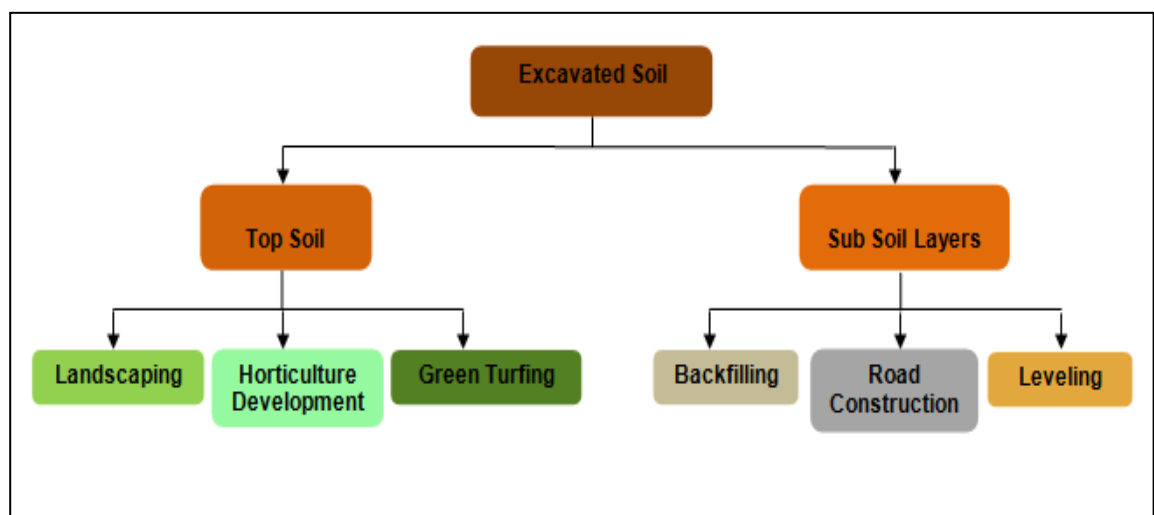 Excavated Soil
Top Soil
Sub Soil Layers
Landscaping
Horticulture
Development
Green Turfing
Backfilling
Road
Construction
Leveling